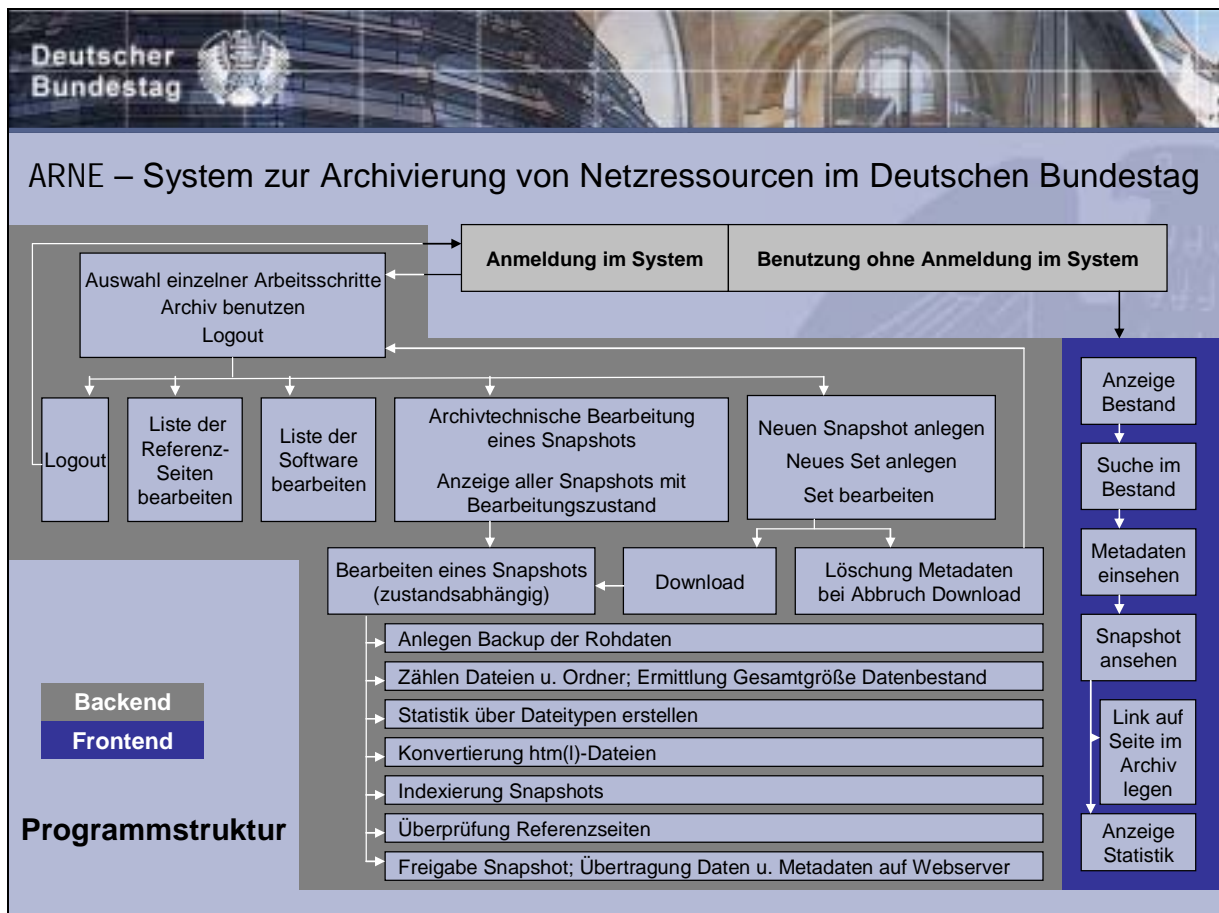 Deutscher
Bundestag
ARNE – System zur Archivierung von Netzressourcen im Deutschen Bundestag
Anmeldung im System
Benutzung ohne Anmeldung im System
Auswahl einzelner Arbeitsschritte
Archiv benutzen
Logout
Logout
Liste der
Referenz-
Seiten
bearbeiten
Liste der
Software
bearbeiten
Archivtechnische Bearbeitung
eines Snapshots
Anzeige aller Snapshots mit
Bearbeitungszustand
Neuen Snapshot anlegen
Neues Set anlegen
Set bearbeiten
Bearbeiten eines Snapshots
(zustandsabhängig)
Download
Löschung Metadaten
bei Abbruch Download
Anlegen Backup der Rohdaten
Zählen Dateien u. Ordner; Ermittlung Gesamtgröße Datenbestand
Statistik über Dateitypen erstellen
Konvertierung htm(l)-Dateien
Indexierung Snapshots
Überprüfung Referenzseiten
Freigabe Snapshot; Übertragung Daten u. Metadaten auf Webserver
Anzeige
Bestand
Suche im
Bestand
Metadaten
einsehen
Snapshot
ansehen
Link auf
Seite im
Archiv
legen
Anzeige
Statistik
Backend
Frontend
Programmstruktur